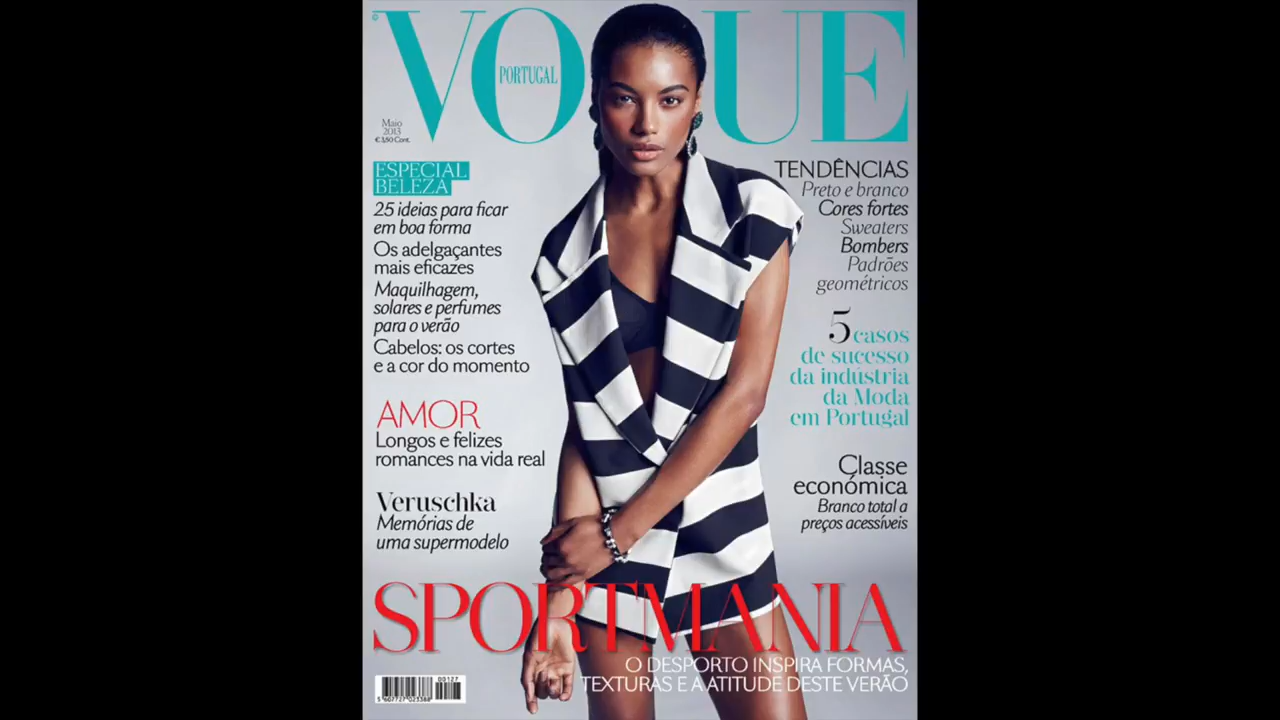 VOGUE
PORTUGAL
Maio
2013
€ 3,50 Cont.
ESPECIAL
BELEZA
25 ideias para ficar
em boa forma
Os adelgaçantes
mais eficazes
Maquilhagem,
solares e perfumes
para o verão
Cabelos: os cortes
e a cor do momento
AMOR
Longos e felizes
romances na vida real
Veruschka
Memórias de
uma supermodelo
TENDÊNCIAS
Preto e branco
Cores fortes
Sweaters
Bombers
Padrões
geométricos
5 casos
de sucesso
da indústria
da Moda
em Portugal
Classe
económica
Branco total a
preços acessíveis
SPORTMANIA
O DESPORTO INSPIRA FORMAS,
TEXTURAS E A ATITUDE DESTE VERÃO
00127
5 607727 023388